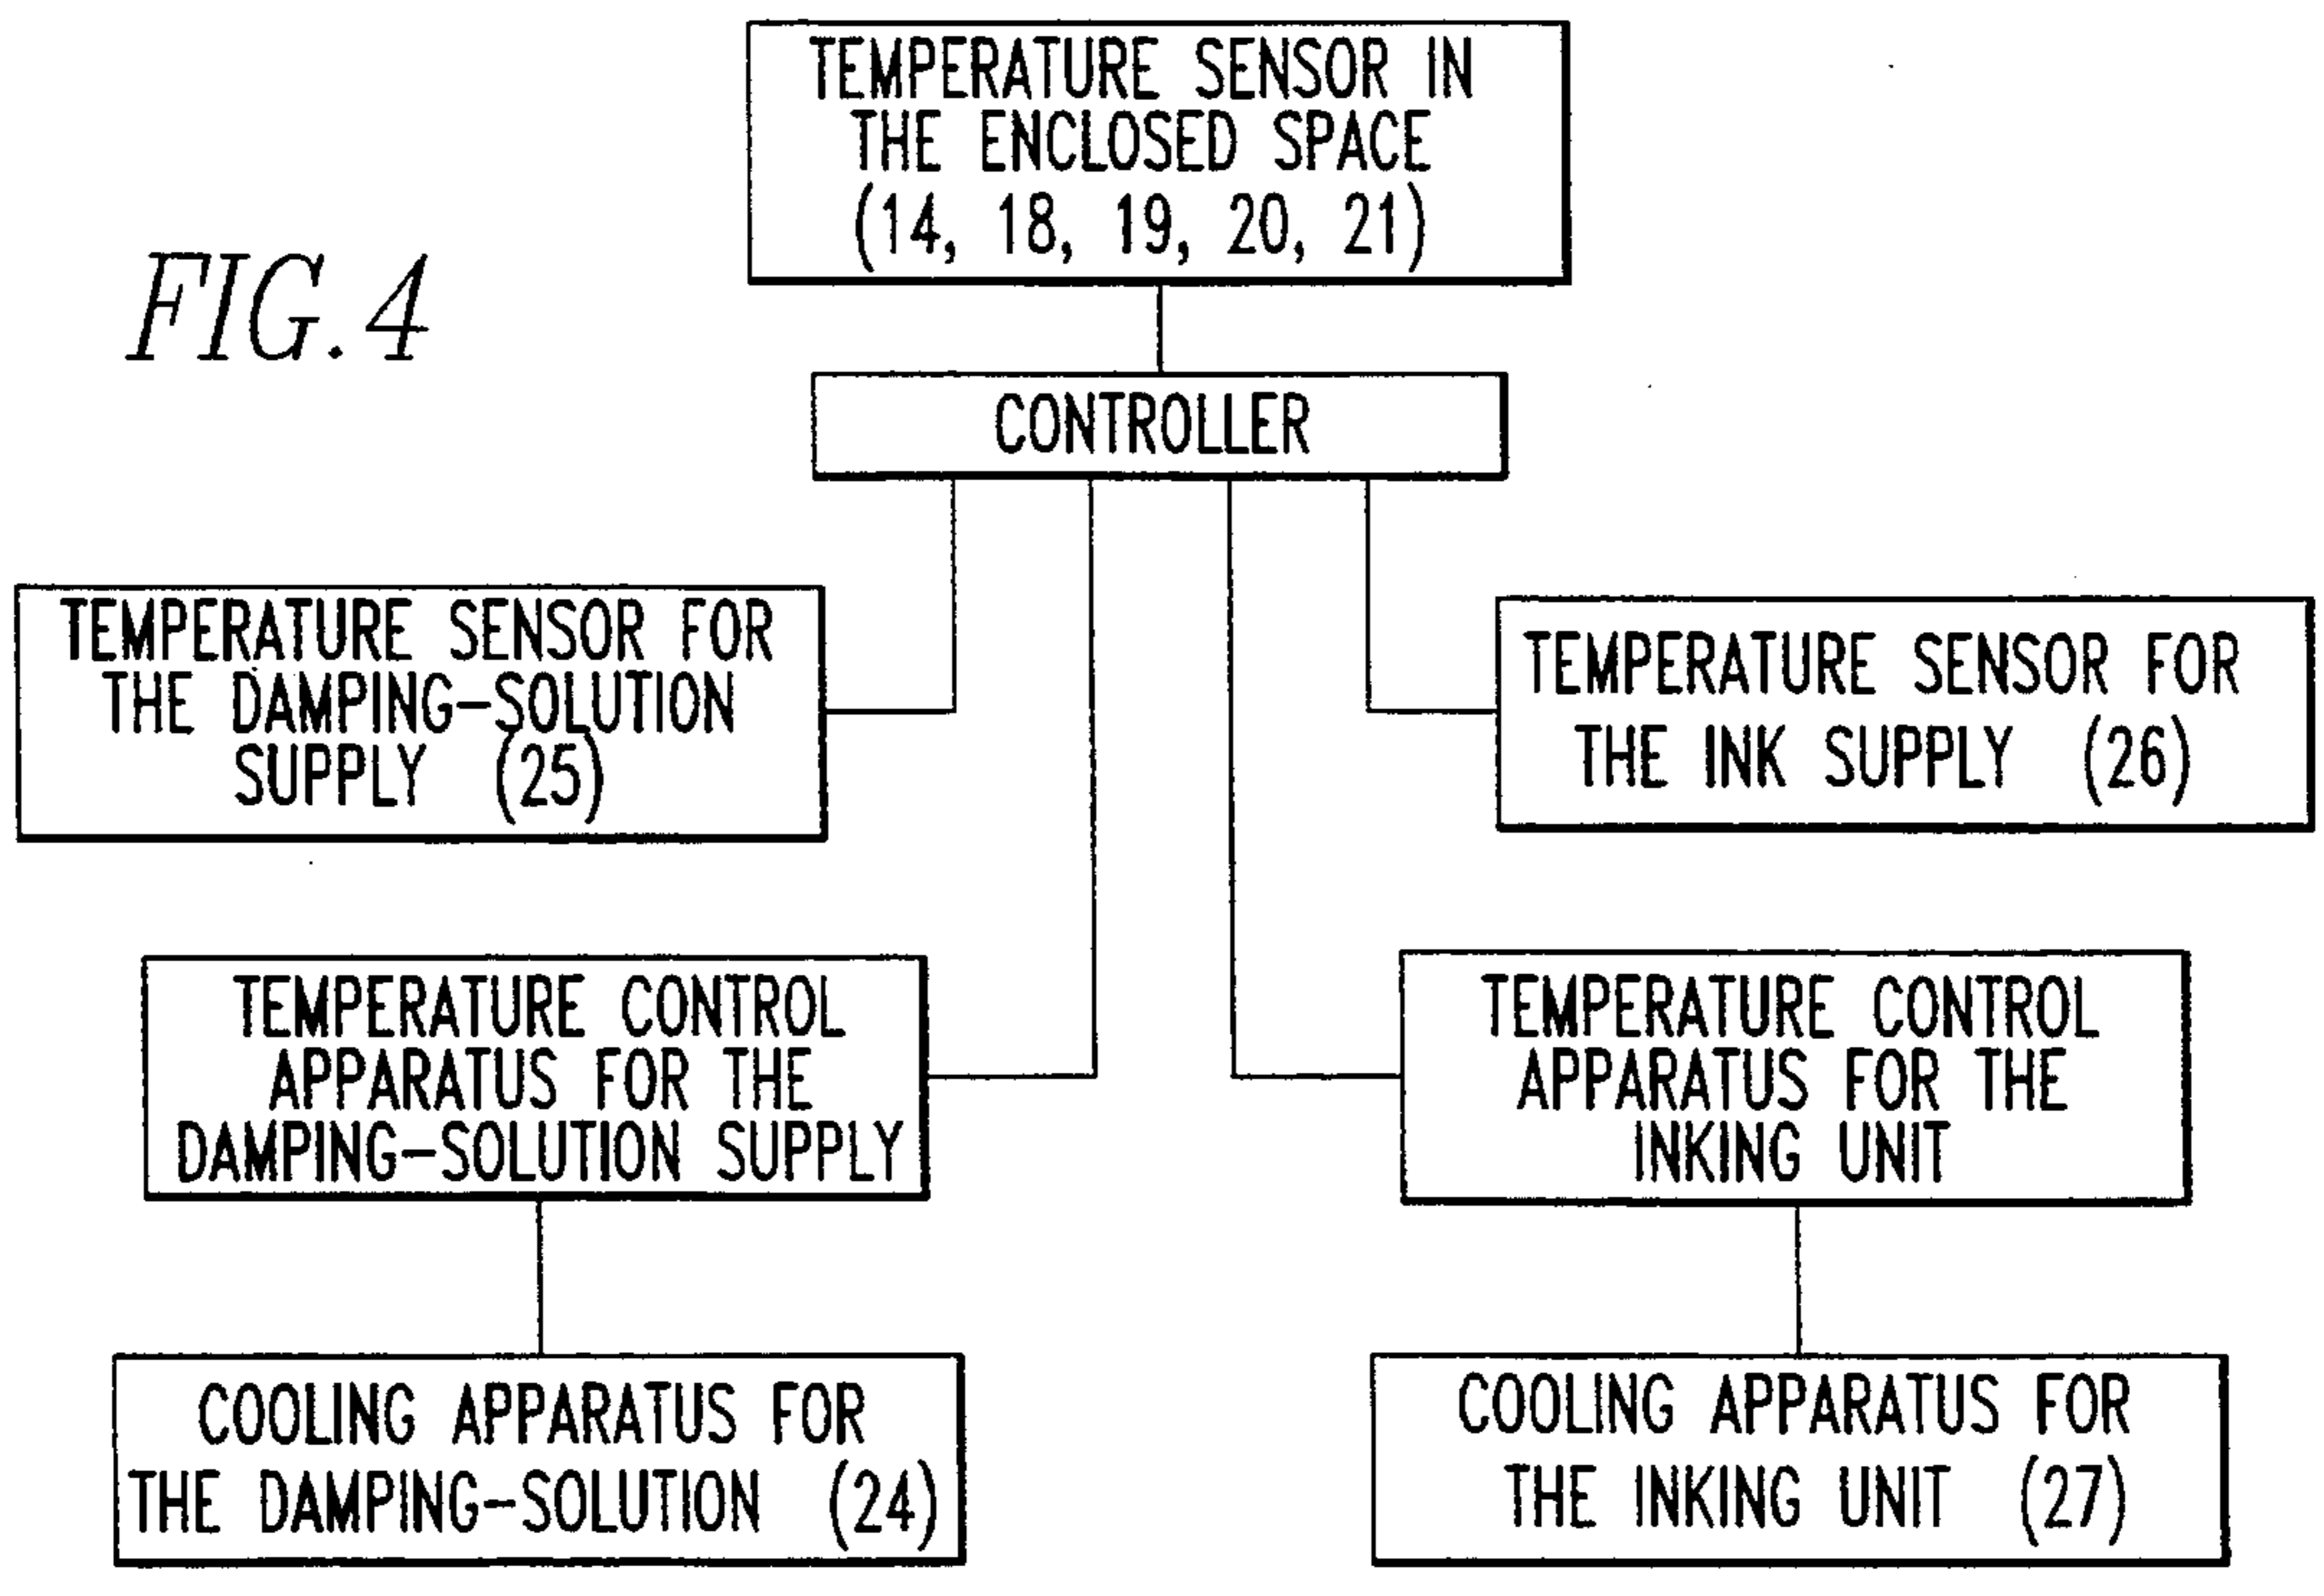 TEMPERATURE SENSOR IN
THE ENCLOSED SPACE
(14, 18, 19, 20, 21)
FIG.4
CONTROLLER
TEMPERATURE SENSOR FOR
THE DAMPING-SOLUTION
SUPPLY (25)
TEMPERATURE SENSOR FOR
THE INK SUPPLY (26)
TEMPERATURE CONTROL
APPARATUS FOR THE
DAMPING-SOLUTION SUPPLY
TEMPERATURE CONTROL
APPARATUS FOR THE
INKING UNIT
COOLING APPARATUS FOR
THE DAMPING-SOLUTION (24)
COOLING APPARATUS FOR
THE INKING UNIT (27)